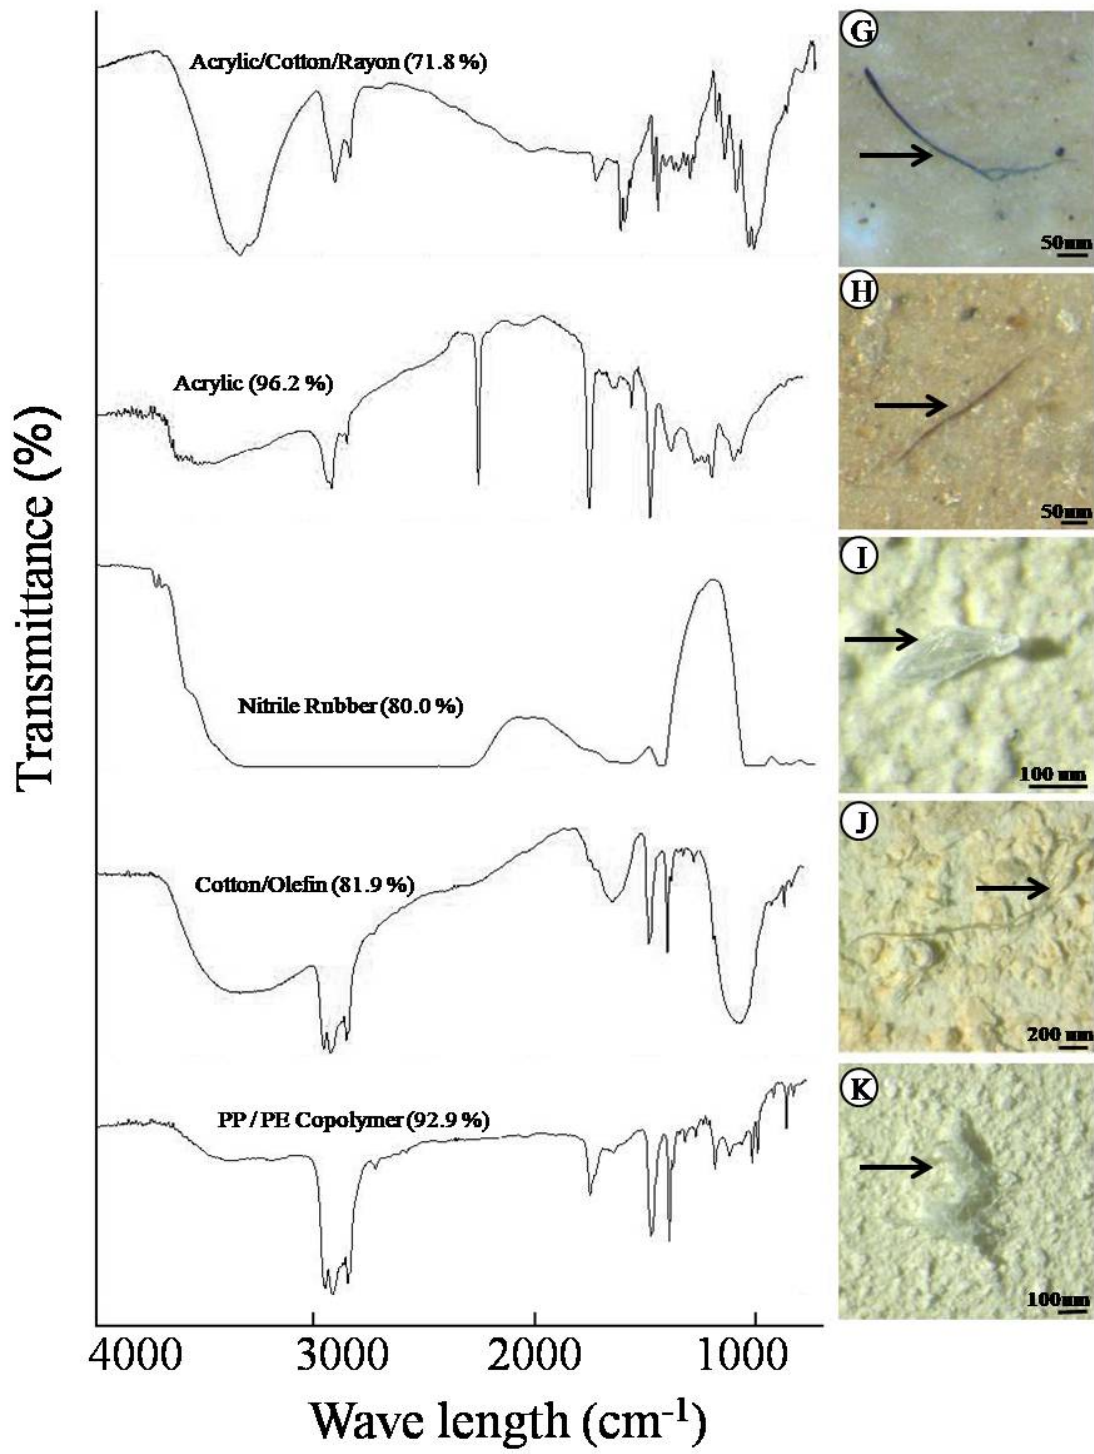 Transmittance (%)
Acrylic/Cotton/Rayon (71.8 %)
G
50mm
Acrylic (96.2 %)
H
50mm
Nitrile Rubber (80.0 %)
I
100 mm
Cotton/Olefin (81.9 %)
J
200 mm
PP / PE Copolymer (92.9 %)
K
100mm
4000 3000 2000 1000
Wave length (cm⁻¹)